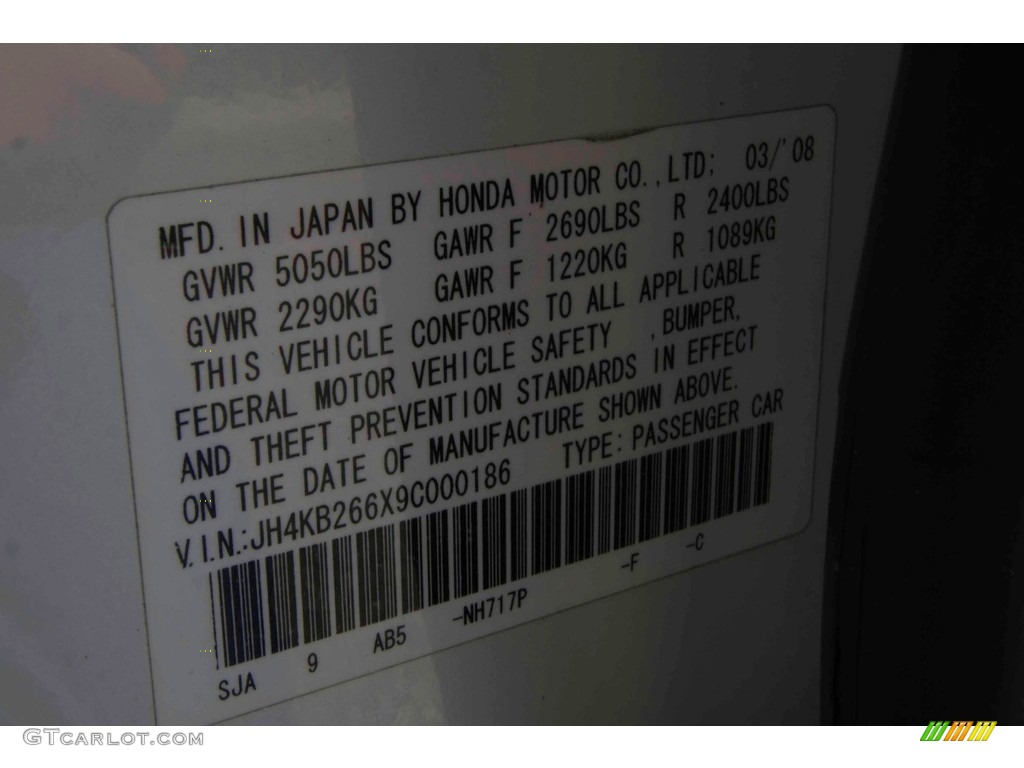 MFD. IN JAPAN BY HONDA MOTOR CO.,LTD; 03/'08
GVWR 5050LBS GAWR F 2690LBS R 2400LBS
GVWR 2290KG GAWR F 1220KG R 1089KG
THIS VEHICLE CONFORMS TO ALL APPLICABLE
FEDERAL MOTOR VEHICLE SAFETY ,BUMPER,
AND THEFT PREVENTION STANDARDS IN EFFECT
ON THE DATE OF MANUFACTURE SHOWN ABOVE.
V.I.N.:JH4KB266X9C000186 TYPE:PASSENGER CAR
SJA 9 AB5 -NH717P -F -C
GTCARLOT.COM